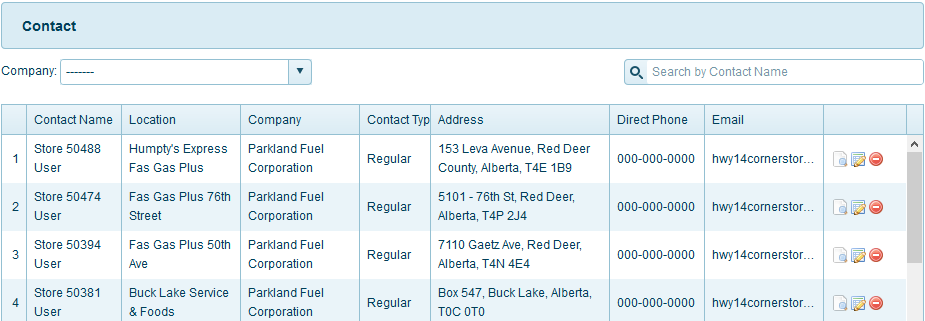 Contact
Company: -------
Search by Contact Name
Contact Name Location Company Contact Typ Address Direct Phone Email
1 Store 50488 Humpty's Express Parkland Fuel Regular 153 Leva Avenue, Red Deer 000-000-0000 hwy14cornerstor...
User Fas Gas Plus Corporation County, Alberta, T4E 1B9
2 Store 50474 Fas Gas Plus 76th Parkland Fuel Regular 5101 - 76th St, Red Deer, 000-000-0000 hwy14cornerstor...
User Street Corporation Alberta, T4P 2J4
3 Store 50394 Fas Gas Plus 50th Parkland Fuel Regular 7110 Gaetz Ave, Red Deer, 000-000-0000 hwy14cornerstor...
User Ave Corporation Alberta, T4N 4E4
4 Store 50381 Buck Lake Service Parkland Fuel Regular Box 547, Buck Lake, Alberta, 000-000-0000 hwy14cornerstor...
User & Foods Corporation T0C 0T0